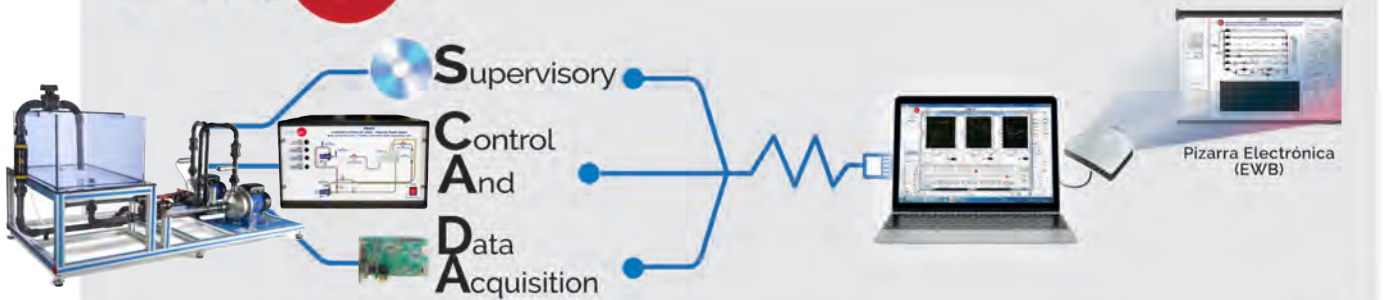 Supervisory
Control
And
Data
Acquisition
Pizarra Electrónica
(EWB)